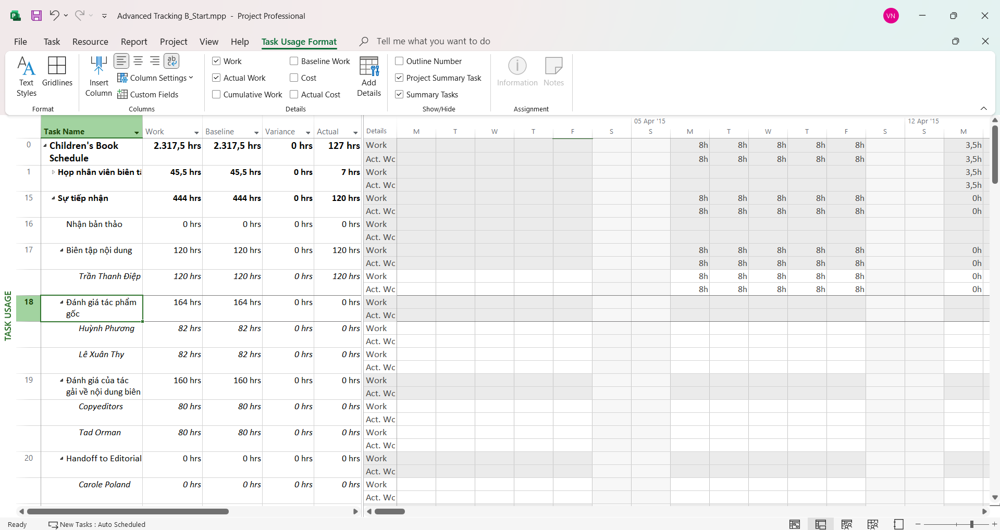 Advanced Tracking B_Start.mpp - Project Professional
VN
File Task Resource Report Project View Help Task Usage Format Tell me what you want to do
Text Styles
Gridlines
Format
Insert Column
ab
Column Settings
Custom Fields
Columns
Work
Actual Work
Cumulative Work
Baseline Work
Cost
Actual Cost
Add Details
Details
Outline Number
Project Summary Task
Summary Tasks
Show/Hide
Information
Notes
Assignment
TASK USAGE
05 Apr '15 12 Apr '15
Task Name Work Baseline Variance Actual Details M T W T F S S M T W T F S S M
0 Children's Book 2.317,5 hrs 2.317,5 hrs 0 hrs 127 hrs Work 8h 8h 8h 8h 8h 3,5h
Schedule Act. Wc 8h 8h 8h 8h 8h 3,5h
1 Họp nhân viên biên tậ 45,5 hrs 45,5 hrs 0 hrs 7 hrs Work 3,5h
Act. Wc 3,5h
15 Sự tiếp nhận 444 hrs 444 hrs 0 hrs 120 hrs Work 8h 8h 8h 8h 8h 0h
Act. Wc 8h 8h 8h 8h 8h 0h
16 Nhận bản thảo 0 hrs 0 hrs 0 hrs 0 hrs Work
Act. Wc
17 Biên tập nội dung 120 hrs 120 hrs 0 hrs 120 hrs Work 8h 8h 8h 8h 8h 0h
Act. Wc 8h 8h 8h 8h 8h 0h
Trần Thanh Điệp 120 hrs 120 hrs 0 hrs 120 hrs Work 8h 8h 8h 8h 8h 0h
Act. Wc 8h 8h 8h 8h 8h 0h
18 Đánh giá tác phẩm 164 hrs 164 hrs 0 hrs 0 hrs Work
gốc Act. Wc
Huỳnh Phương 82 hrs 82 hrs 0 hrs 0 hrs Work
Act. Wc
Lê Xuân Thy 82 hrs 82 hrs 0 hrs 0 hrs Work
Act. Wc
19 Đánh giá của tác 160 hrs 160 hrs 0 hrs 0 hrs Work
gải về nội dung biên Act. Wc
Copyeditors 80 hrs 80 hrs 0 hrs 0 hrs Work
Act. Wc
Tad Orman 80 hrs 80 hrs 0 hrs 0 hrs Work
Act. Wc
20 Handoff to Editorial 0 hrs 0 hrs 0 hrs 0 hrs Work
Act. Wc
Carole Poland 0 hrs 0 hrs 0 hrs 0 hrs Work
Act. Wc
Ready New Tasks : Auto Scheduled